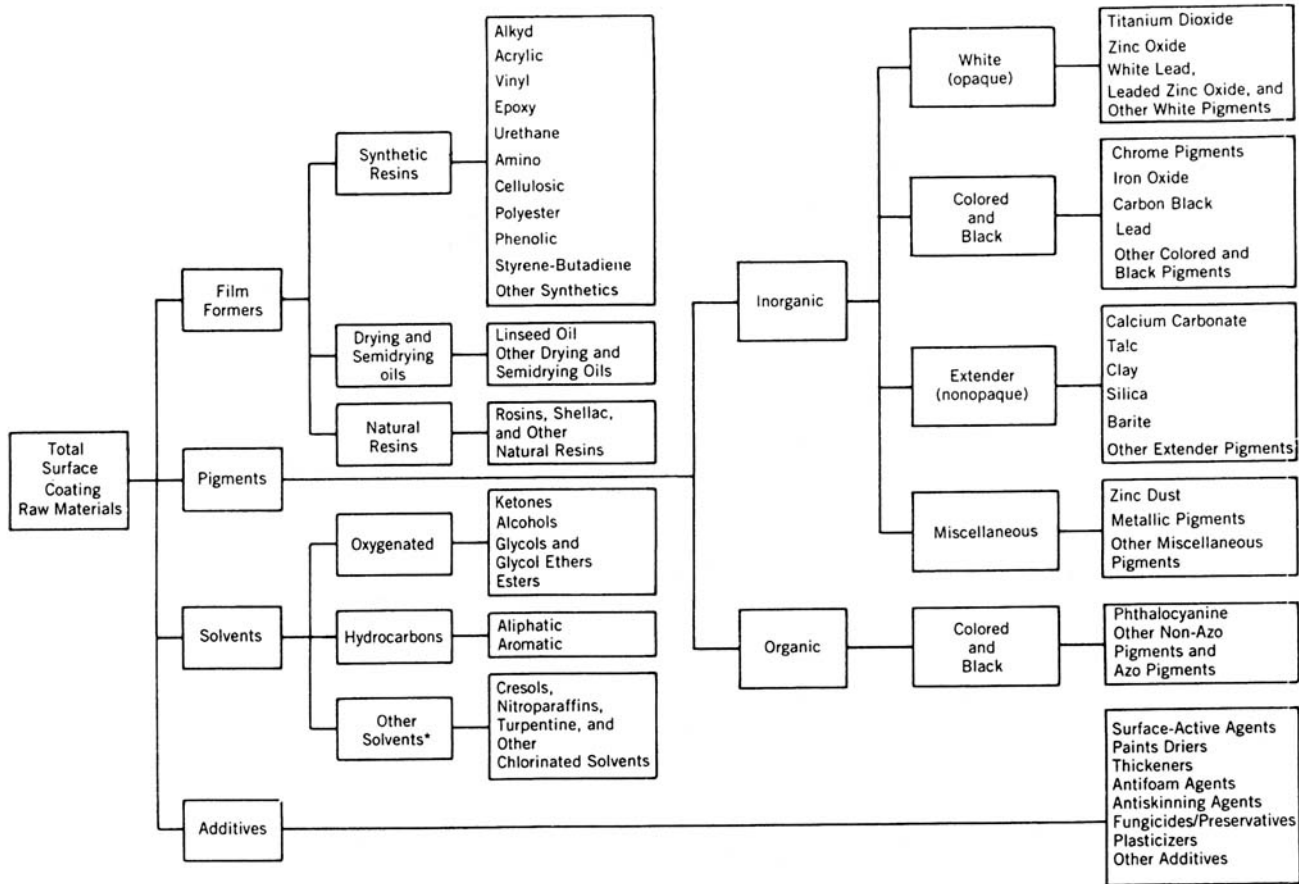 Total
Surface
Coating
Raw Materials
Film
Formers
Synthetic
Resins
Alkyd
Acrylic
Vinyl
Epoxy
Urethane
Amino
Cellulosic
Polyester
Phenolic
Styrene-Butadiene
Other Synthetics
Drying and
Semidrying
oils
Linseed Oil
Other Drying and
Semidrying Oils
Natural
Resins
Rosins, Shellac,
and Other
Natural Resins
Pigments
Inorganic
White
(opaque)
Titanium Dioxide
Zinc Oxide
White Lead,
Leaded Zinc Oxide, and
Other White Pigments
Colored
and
Black
Chrome Pigments
Iron Oxide
Carbon Black
Lead
Other Colored and
Black Pigments
Extender
(nonopaque)
Calcium Carbonate
Talc
Clay
Silica
Barite
Other Extender Pigments
Miscellaneous
Zinc Dust
Metallic Pigments
Other Miscellaneous
Pigments
Organic
Colored
and
Black
Phthalocyanine
Other Non-Azo
Pigments and
Azo Pigments
Solvents
Oxygenated
Ketones
Alcohols
Glycols and
Glycol Ethers
Esters
Hydrocarbons
Aliphatic
Aromatic
Other
Solvents*
Cresols,
Nitroparaffins,
Turpentine, and
Other
Chlorinated Solvents
Additives
Surface-Active Agents
Paints Driers
Thickeners
Antifoam Agents
Antiskinning Agents
Fungicides/Preservatives
Plasticizers
Other Additives